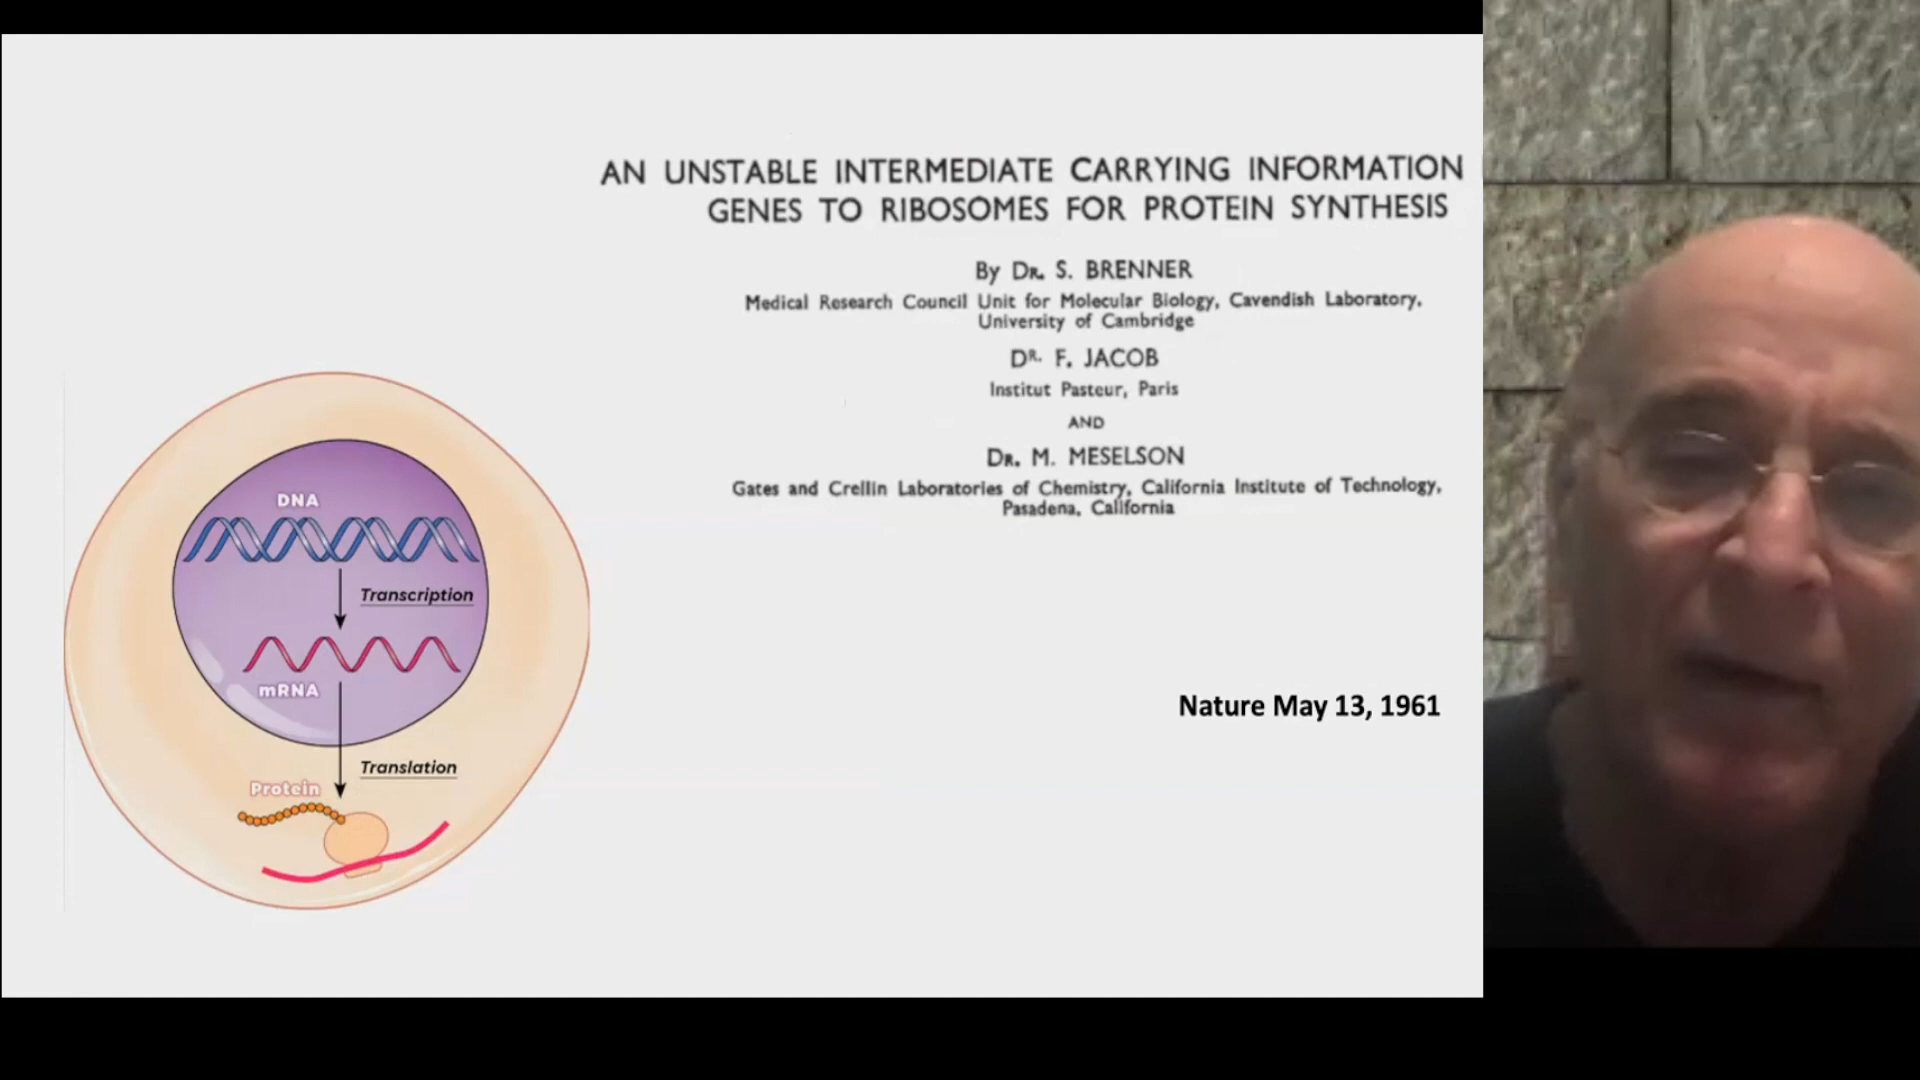 AN UNSTABLE INTERMEDIATE CARRYING INFORMATION
GENES TO RIBOSOMES FOR PROTEIN SYNTHESIS
By DR. S. BRENNER
Medical Research Council Unit for Molecular Biology, Cavendish Laboratory,
University of Cambridge
DR. F. JACOB
Institut Pasteur, Paris
AND
DR. M. MESELSON
Gates and Crellin Laboratories of Chemistry, California Institute of Technology,
Pasadena, California
DNA
Transcription
mRNA
Translation
Protein
Nature May 13, 1961